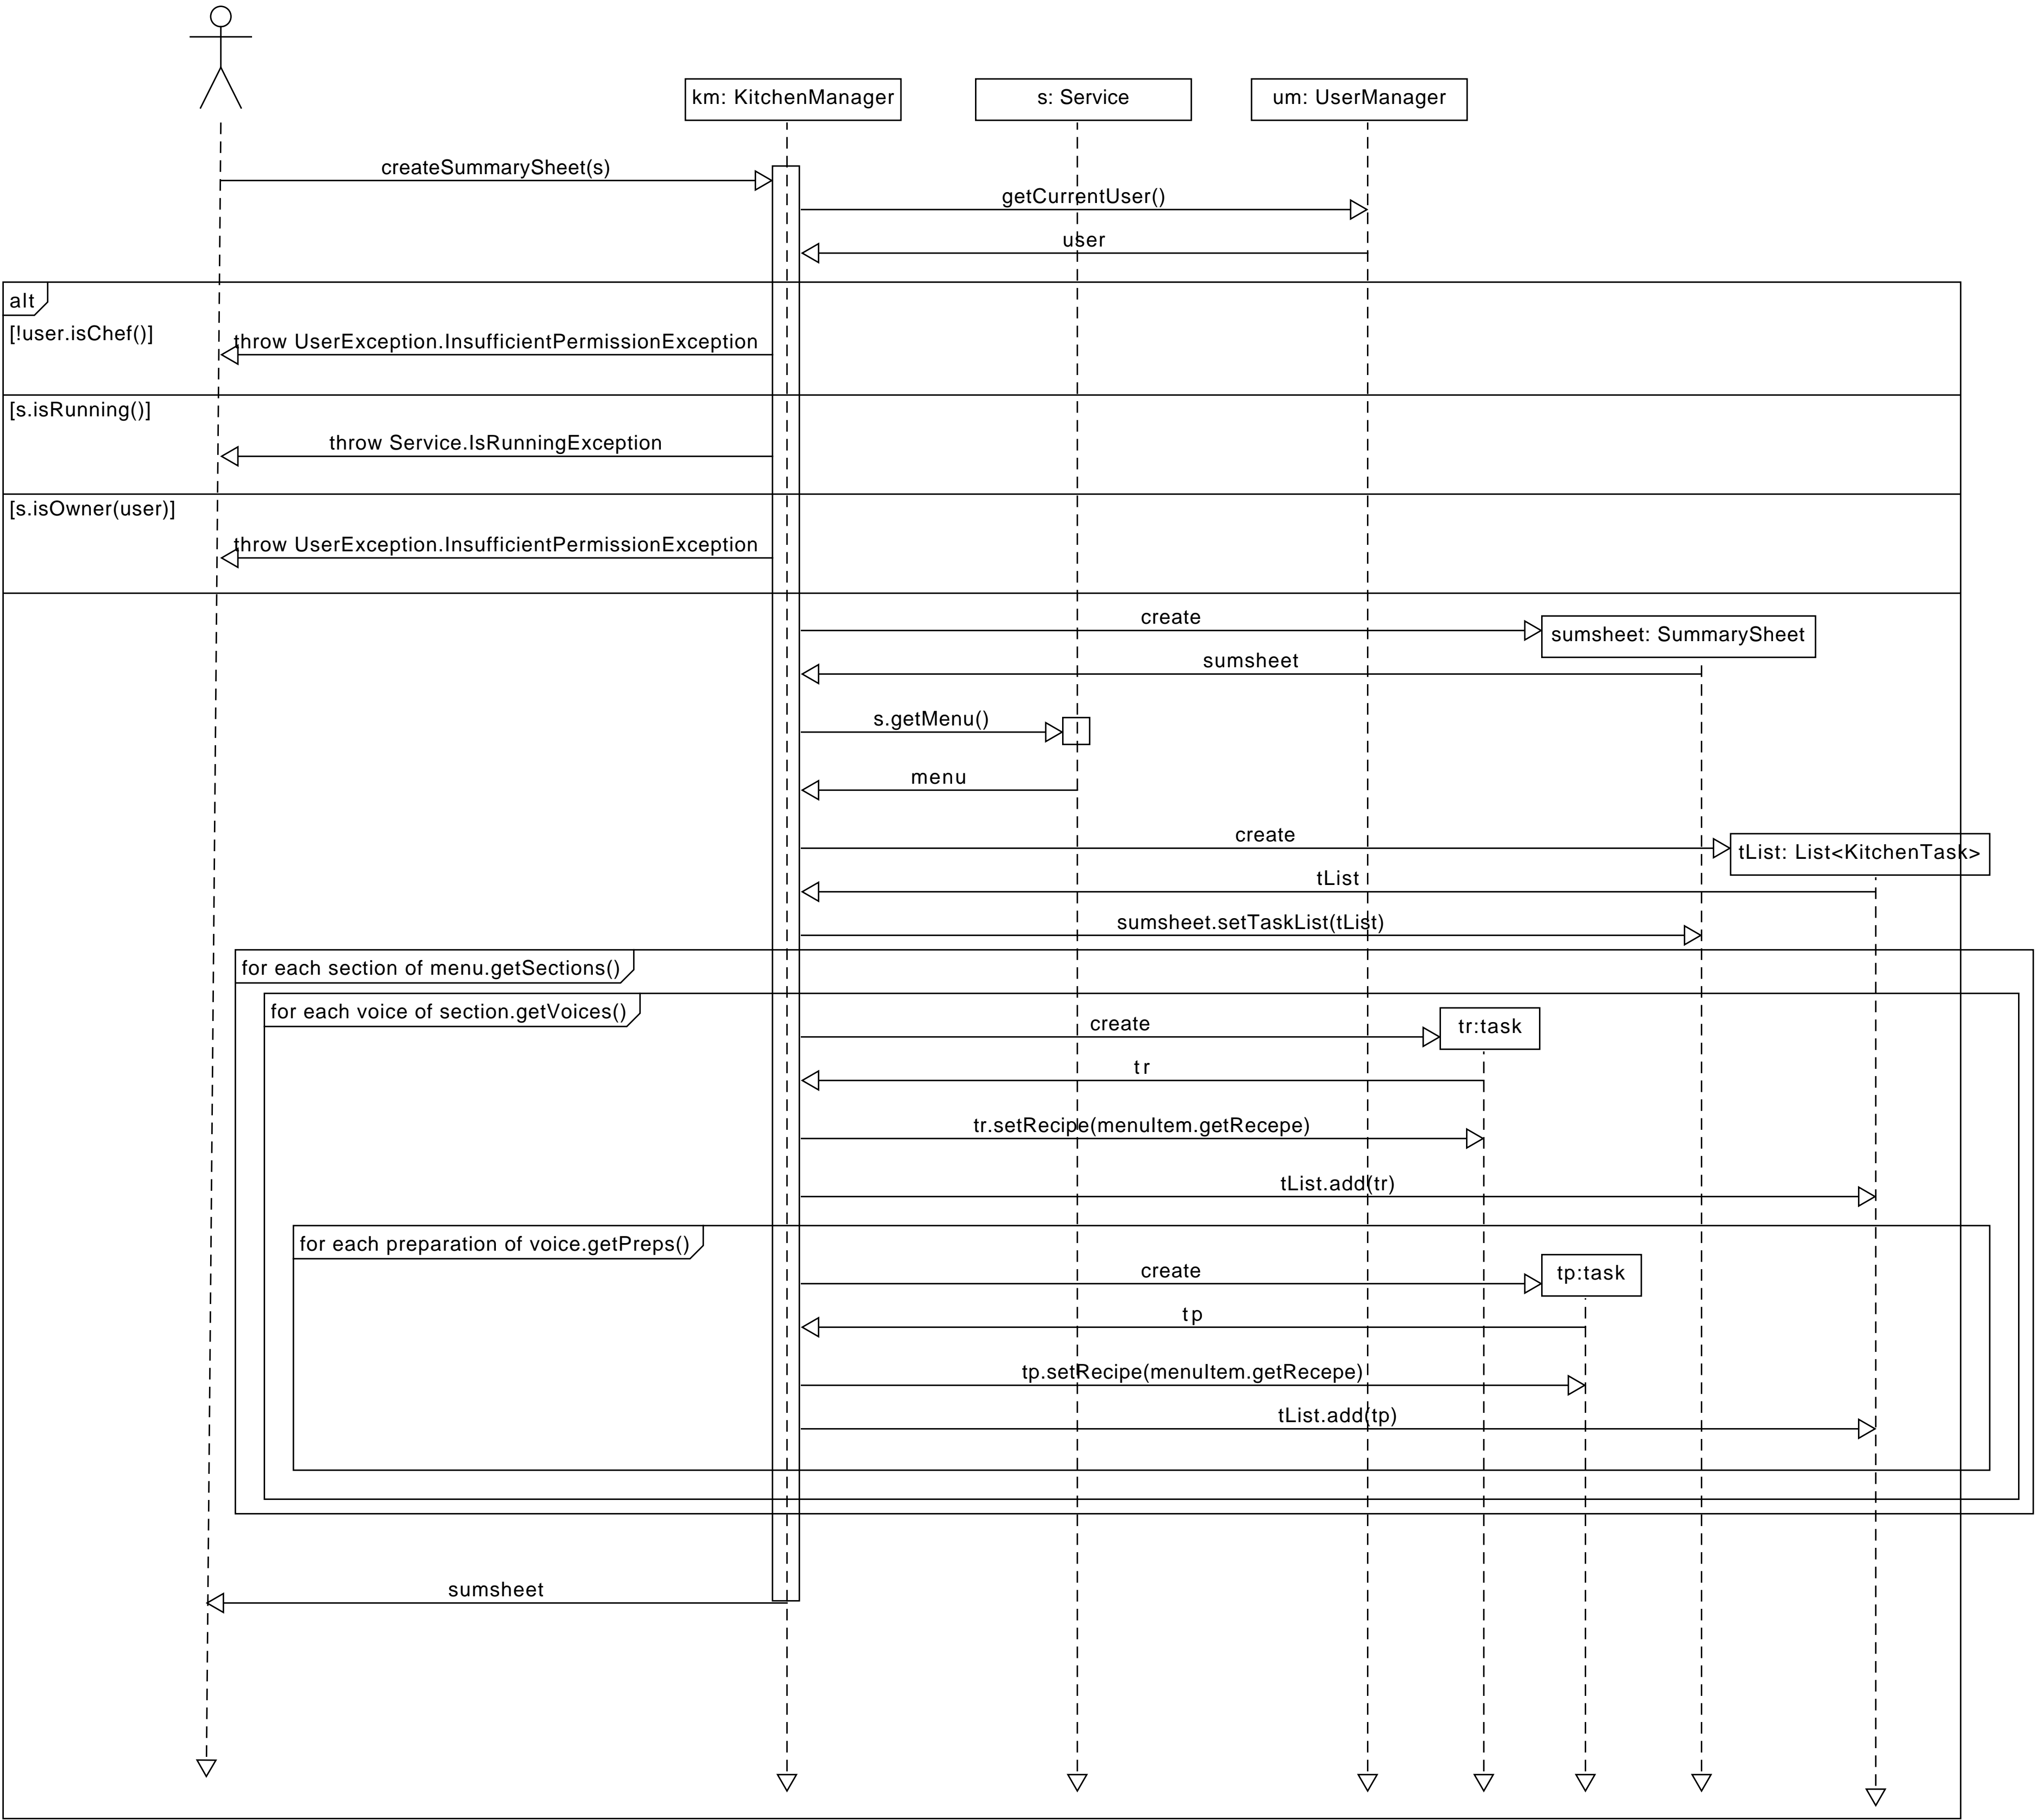 km: KitchenManager
s: Service
um: UserManager
createSummarySheet(s)
getCurrentUser()
user
alt
[!user.isChef()]
throw UserException.InsufficientPermissionException
[s.isRunning()]
throw Service.IsRunningException
[s.isOwner(user)]
throw UserException.InsufficientPermissionException
create
sumsheet: SummarySheet
sumsheet
s.getMenu()
menu
create
tList: List<KitchenTask>
tList
sumsheet.setTaskList(tList)
for each section of menu.getSections()
for each voice of section.getVoices()
create
tr:task
tr
tr.setRecipe(menuItem.getRecepe)
tList.add(tr)
for each preparation of voice.getPreps()
create
tp:task
tp
tp.setRecipe(menuItem.getRecepe)
tList.add(tp)
sumsheet